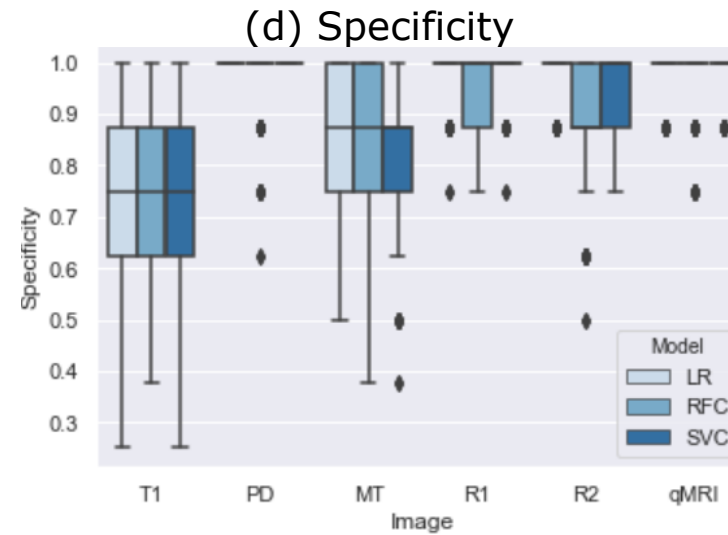 (d) Specificity
1.0
0.9
0.8
0.7
0.6
0.5
0.4
0.3
Specificity
Model
LR
RFC
SVC
T1 PD MT R1 R2 qMRI
Image